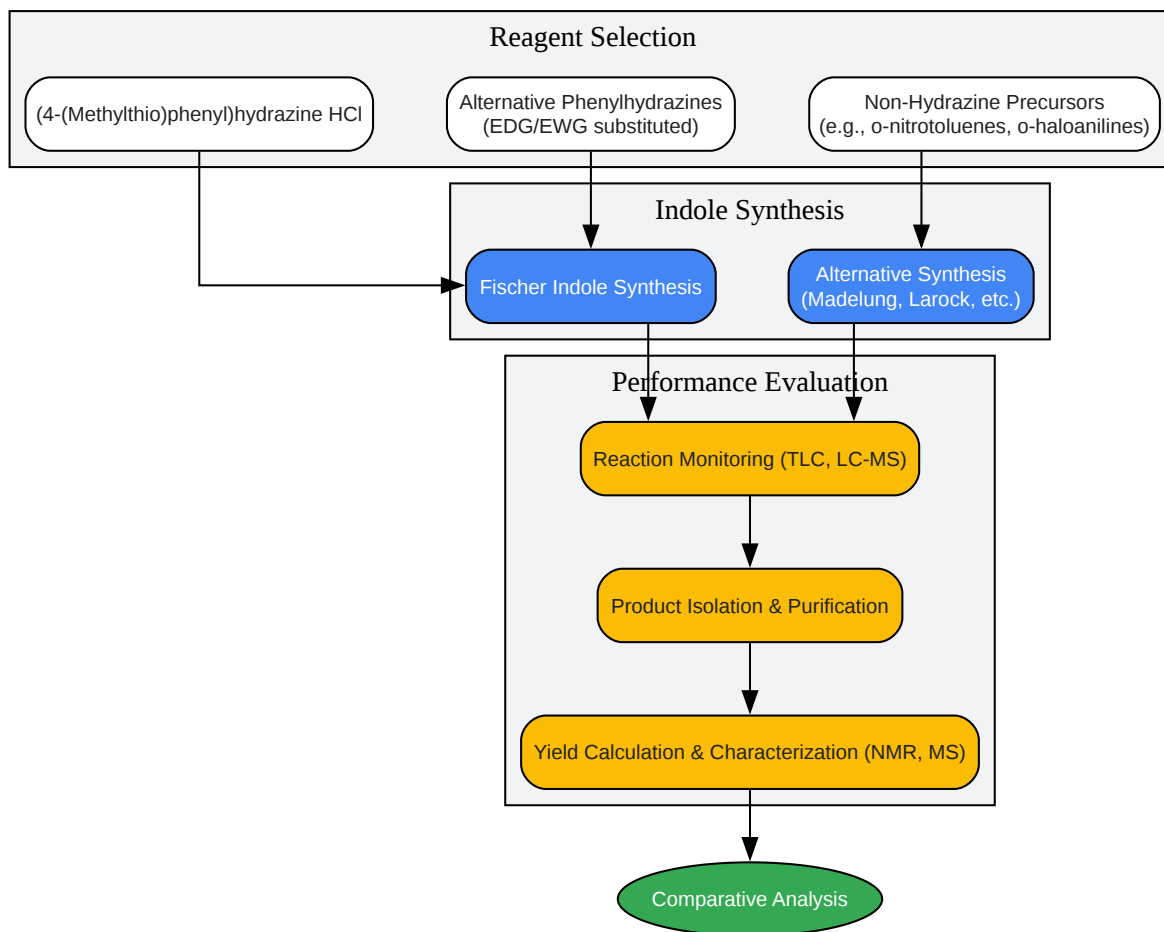 Reagent Selection
(4-(Methylthio)phenyl)hydrazine HCl
Alternative Phenylhydrazines
(EDG/EWG substituted)
Non-Hydrazine Precursors
(e.g., o-nitrotoluenes, o-haloanilines)
Indole Synthesis
Fischer Indole Synthesis
Alternative Synthesis
(Madelung, Larock, etc.)
Performance Evaluation
Reaction Monitoring (TLC, LC-MS)
Product Isolation & Purification
Yield Calculation & Characterization (NMR, MS)
Comparative Analysis